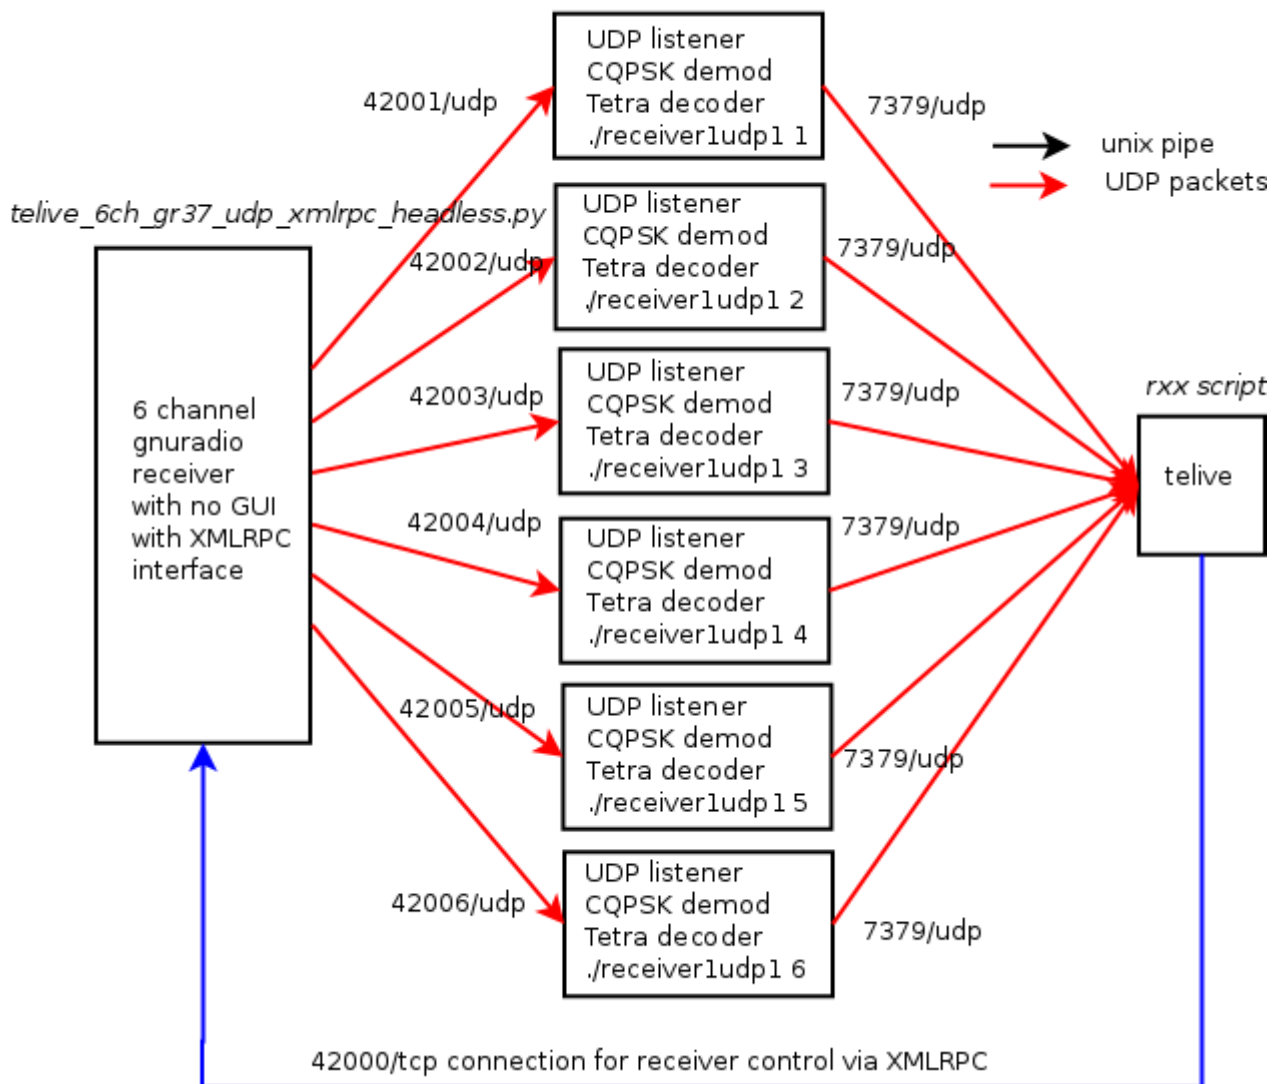 UDP listener
CQPSK demod
Tetra decoder
./receiver1udp1 1
42001/udp
7379/udp
unix pipe
UDP packets
telive_6ch_gr37_udp_xmlrpc_headless.py
UDP listener
CQPSK demod
Tetra decoder
./receiver1udp1 2
42002/udp
7379/udp
6 channel
gnuradio
receiver
with no GUI
with XMLRPC
interface
42003/udp
UDP listener
CQPSK demod
Tetra decoder
./receiver1udp1 3
7379/udp
rxx script
telive
42004/udp
UDP listener
CQPSK demod
Tetra decoder
./receiver1udp1 4
7379/udp
42005/udp
UDP listener
CQPSK demod
Tetra decoder
./receiver1udp1 5
7379/udp
42006/udp
UDP listener
CQPSK demod
Tetra decoder
./receiver1udp1 6
7379/udp
42000/tcp connection for receiver control via XMLRPC